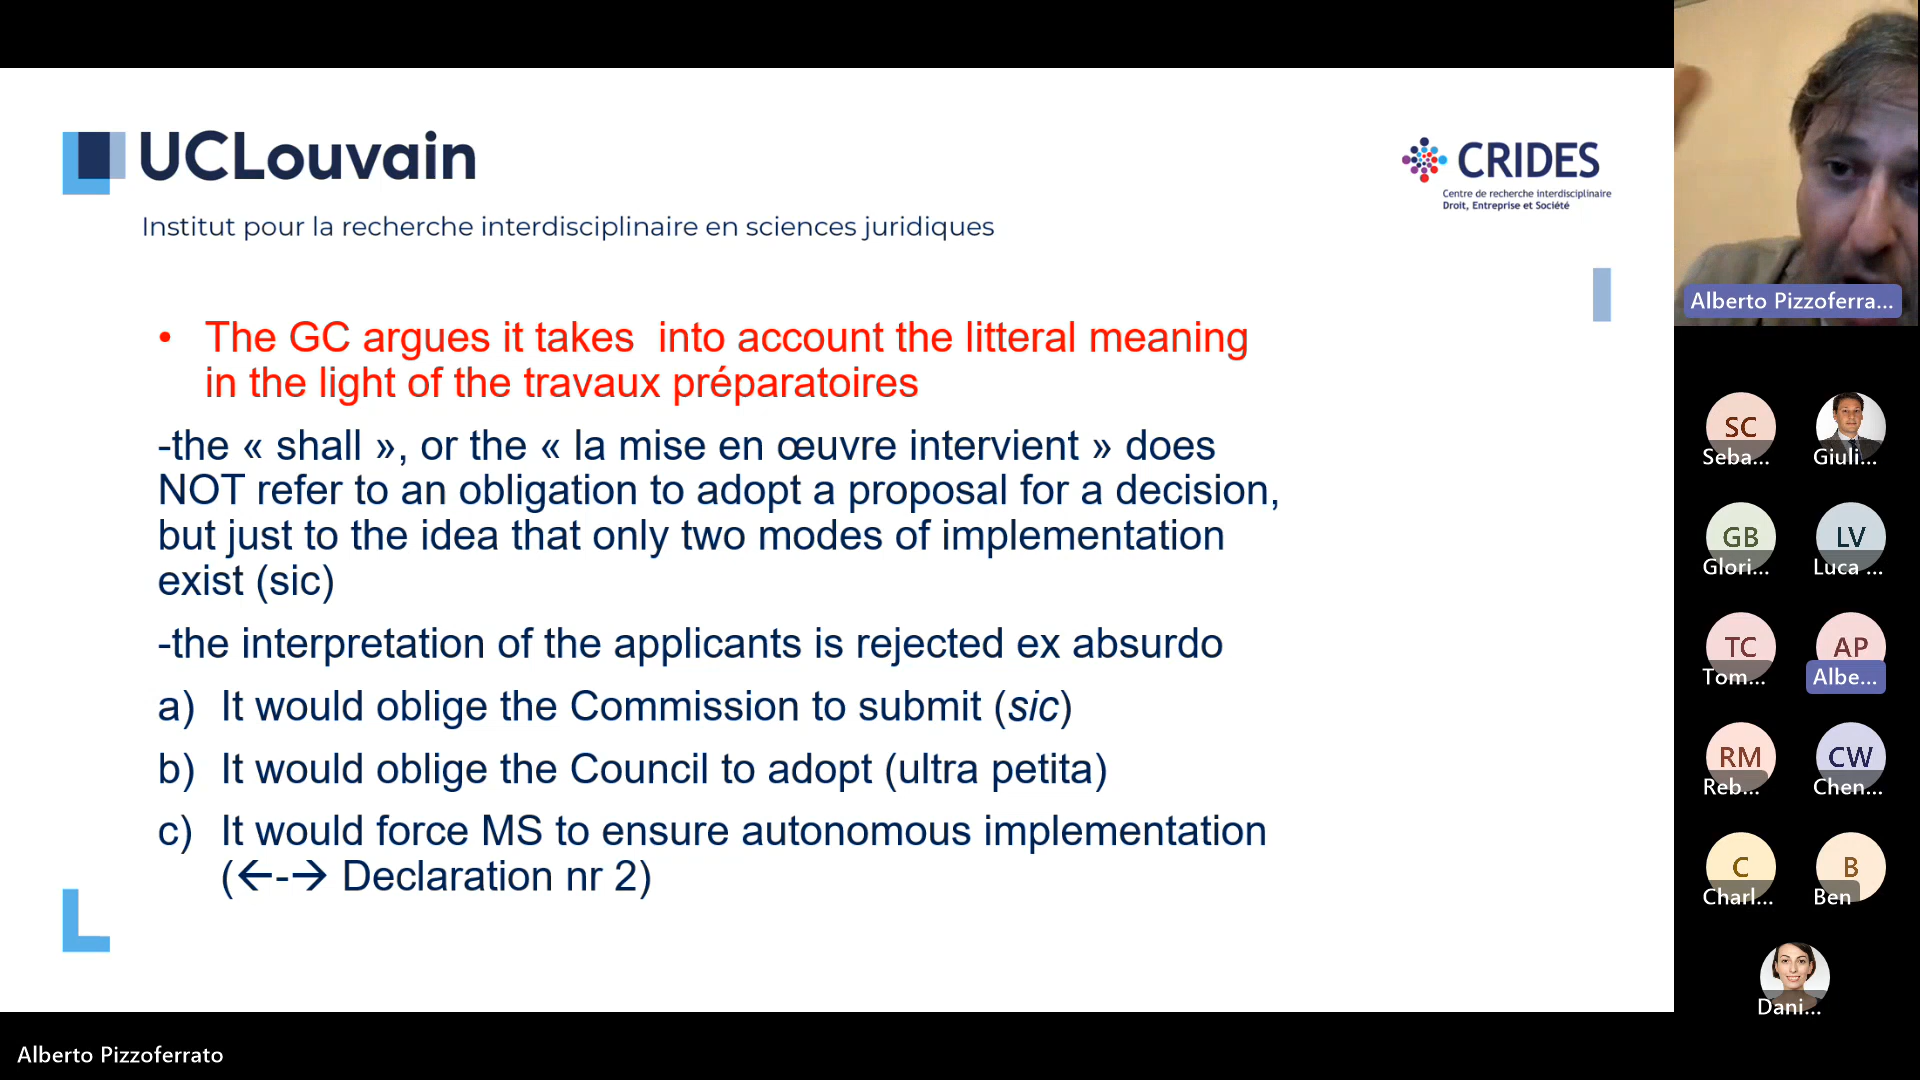 UCLouvain
Institut pour la recherche interdisciplinaire en sciences juridiques
CRIDES
Centre de recherche interdisciplinaire
Droit, Entreprise et Société
• The GC argues it takes  into account the litteral meaning
in the light of the travaux préparatoires
-the « shall », or the « la mise en œuvre intervient » does
NOT refer to an obligation to adopt a proposal for a decision,
but just to the idea that only two modes of implementation
exist (sic)
-the interpretation of the applicants is rejected ex absurdo
a) It would oblige the Commission to submit (sic)
b) It would oblige the Council to adopt (ultra petita)
c) It would force MS to ensure autonomous implementation
(←-→ Declaration nr 2)
Alberto Pizzoferra...
SC
Seba...
Giuli...
GB
Glori...
LV
Luca ...
TC
Tom...
AP
Albe...
RM
Reb...
CW
Chen...
C
Charl...
B
Ben
Dani...
Alberto Pizzoferrato